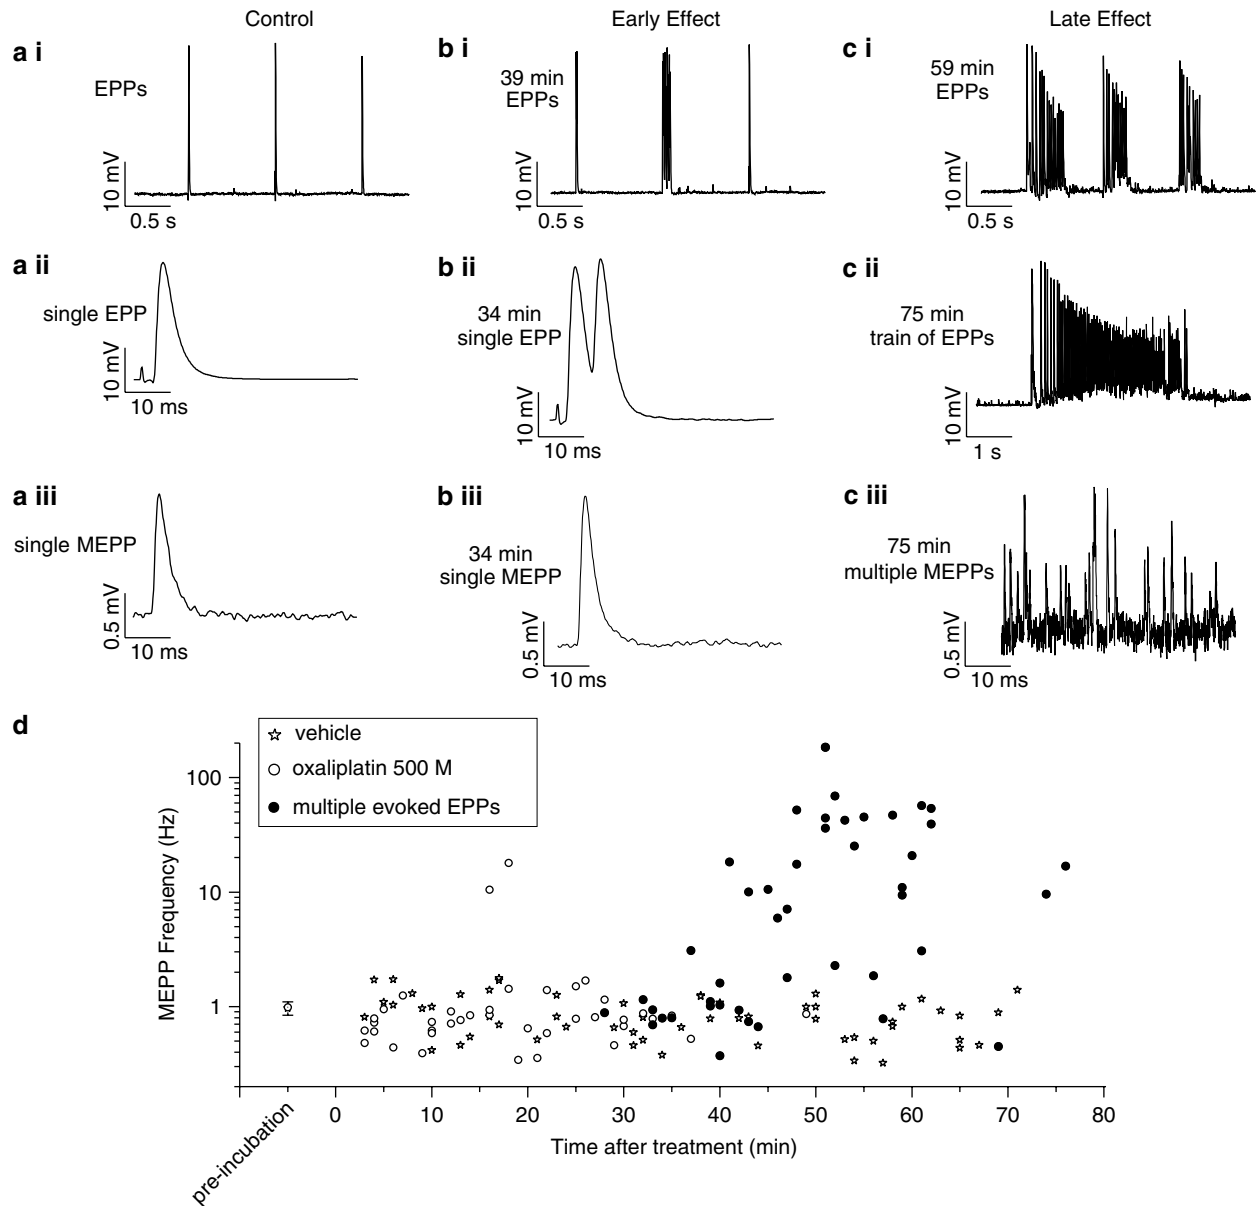 Control
Early Effect
Late Effect
a i
EPPs
10 mV
0.5 s
b i
39 min
EPPs
10 mV
0.5 s
c i
59 min
EPPs
10 mV
0.5 s
a ii
single EPP
10 mV
10 ms
b ii
34 min
single EPP
10 mV
10 ms
c ii
75 min
train of EPPs
10 mV
1 s
a iii
single MEPP
0.5 mV
10 ms
b iii
34 min
single MEPP
0.5 mV
10 ms
c iii
75 min
multiple MEPPs
0.5 mV
10 ms
d
vehicle
oxaliplatin 500 M
multiple evoked EPPs
MEPP Frequency (Hz)
100
10
1
pre-incubation
0 10 20 30 40 50 60 70 80
Time after treatment (min)